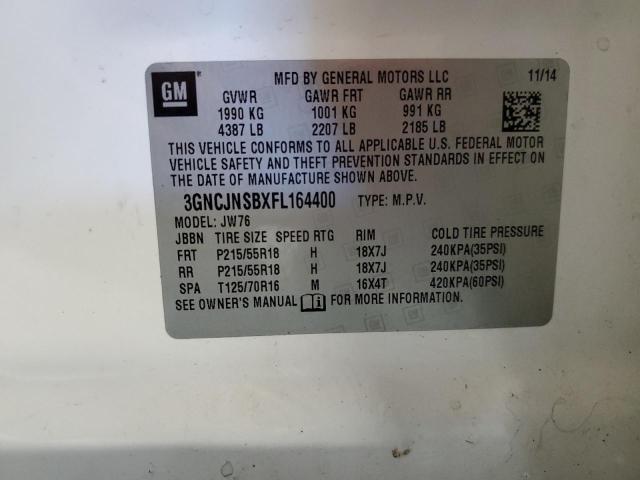 GM
MFD BY GENERAL MOTORS LLC 11/14
GVWR GAWR FRT GAWR RR
1990 KG 1001 KG 991 KG
4387 LB 2207 LB 2185 LB
THIS VEHICLE CONFORMS TO ALL APPLICABLE U.S. FEDERAL MOTOR
VEHICLE SAFETY AND THEFT PREVENTION STANDARDS IN EFFECT ON
THE DATE OF MANUFACTURE SHOWN ABOVE.
3GNCJNSBXFL164400 TYPE: M.P.V.
MODEL: JW76
JBBN TIRE SIZE SPEED RTG RIM COLD TIRE PRESSURE
FRT P215/55R18 H 18X7J 240KPA(35PSI)
RR P215/55R18 H 18X7J 240KPA(35PSI)
SPA T125/70R16 M 16X4T 420KPA(60PSI)
SEE OWNER'S MANUAL FOR MORE INFORMATION.